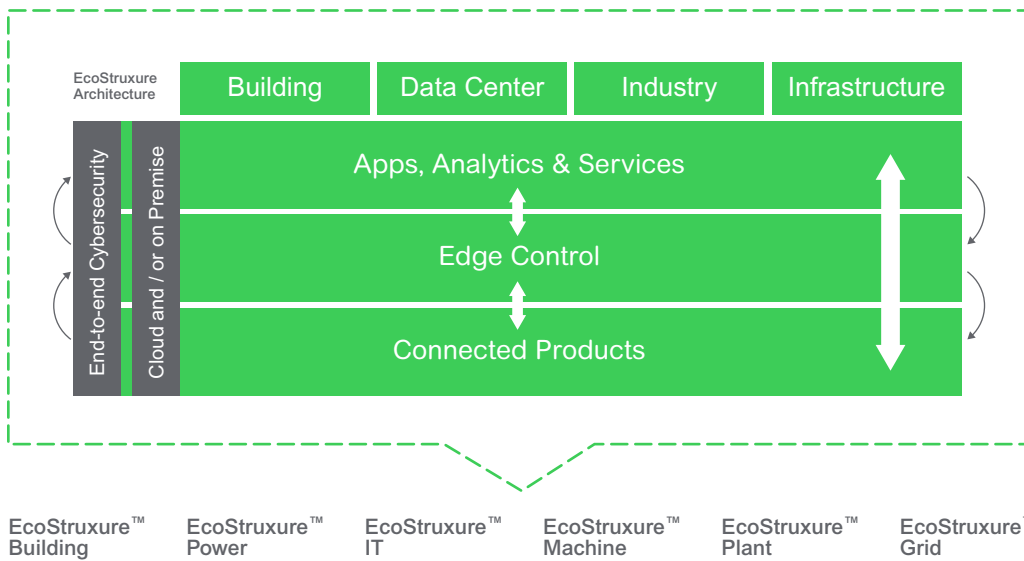 EcoStruxure
Architecture
Building
Data Center
Industry
Infrastructure
End-to-end Cybersecurity
Cloud and / or on Premise
Apps, Analytics & Services
Edge Control
Connected Products
EcoStruxure™
Building
EcoStruxure™
Power
EcoStruxure™
IT
EcoStruxure™
Machine
EcoStruxure™
Plant
EcoStruxure™
Grid